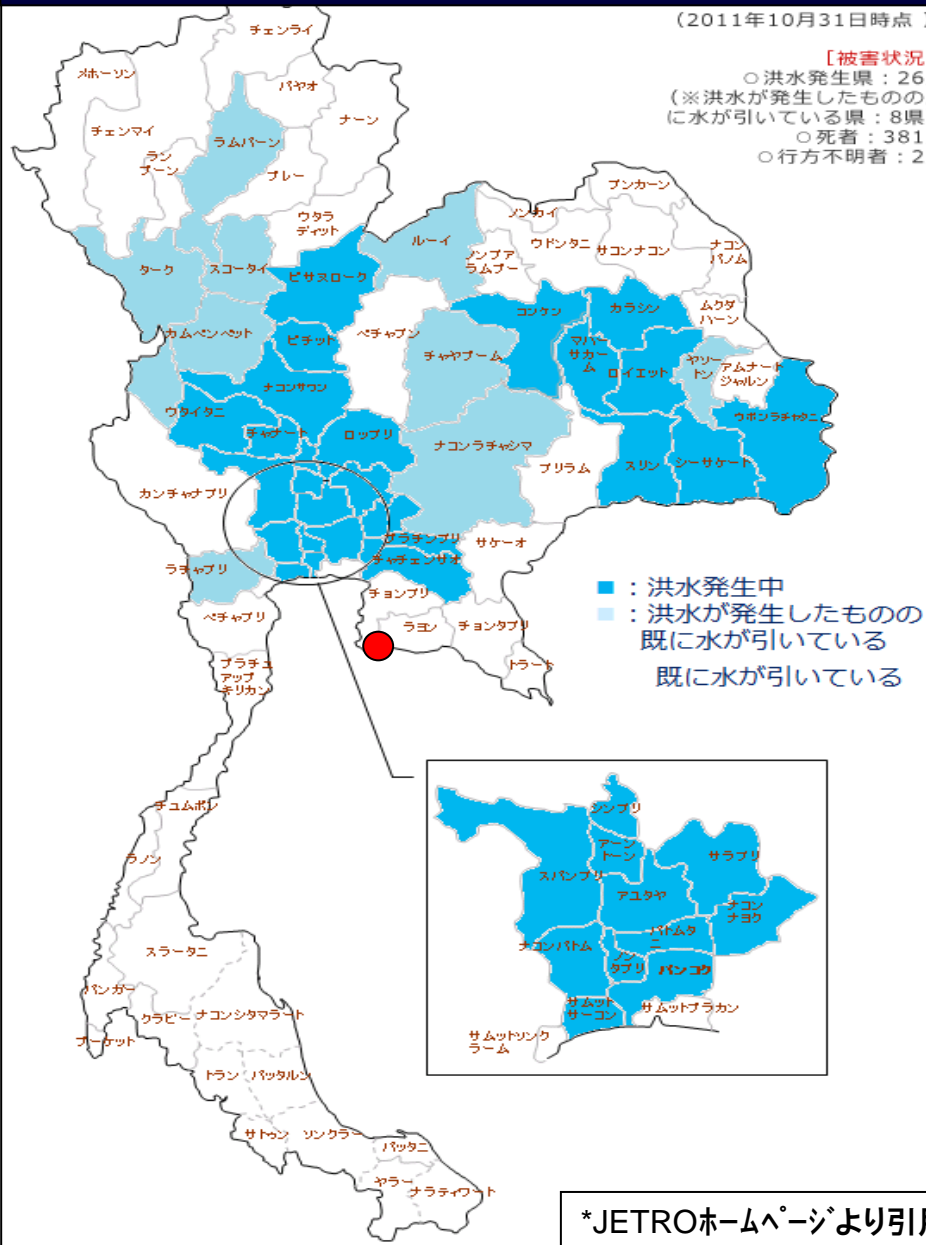 （2011年10月31日時点 ）
[被害状況
○洪水発生県：26
（※洪水が発生したものの
に水が引いている県：8県
○死者：381
○行方不明者：2
チェンライ
メホーソン
パヤオ
ナーン
チェンマイ
ラン
プーン
ラムパーン
プレー
ウタラ
ディット
ターク
スコータイ
ピサヌローク
ルーイ
ノンカイ
ブンカーン
ノンブア
ラムプー
ウドンタニ
サコンナコン
ナコン
パノム
カムペンペット
ピチット
ペチャブン
チャヤプーム
コンケン
カラシン
ムクダ
ハーン
マハー
サカー
ム
ロイエット
ヤソー
トン
アムナート
ジャルン
ウボンラチャタニ
ナコンサワン
ウタイタニ
チャナート
ロッブリ
ナコンラチャシマ
ブリラム
スリン
シーサケート
カンチャナブリ
プラチンブリ
サケーオ
チャチェンサオ
ラチャブリ
チョンブリ
ペチャブリ
ラヨン
チョンタブリ
トラート
プラチュ
アップ
キリカン
■：洪水発生中
■：洪水が発生したものの
既に水が引いている
既に水が引いている
チュムポン
ラノン
スラータニ
パンガー
クラビー
ナコンシタマラート
プーケット
トラン
パッタルン
サトゥン
ソンクラー
パッタニ
ヤラー
ナラティワート
シンブリ
アーン
トーン
サラブリ
スパンブリ
アユタヤ
ナコン
ナヨク
ナコンパトム
パトムタ
ニ
ノン
タブリ
バンコク
サムット
サーコン
サムットプラカン
サムットソンク
ラーム
*JETROホームページより引用